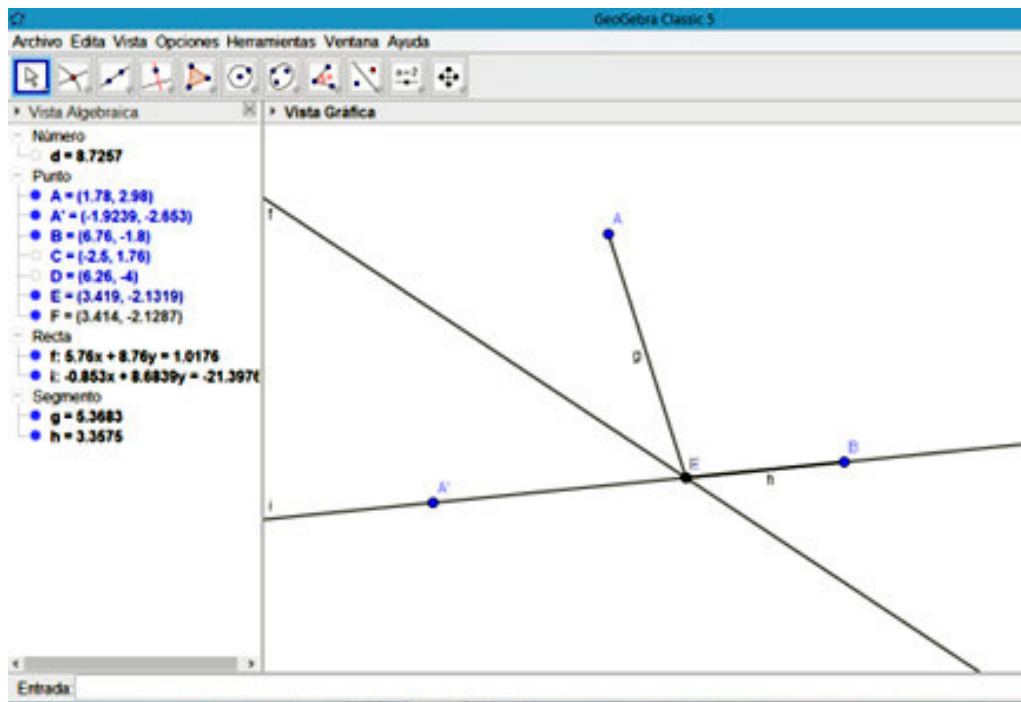 GeoGebra Classic 5
Archivo Edita Vista Opciones Herramientas Ventana Ayuda
a=2
Vista Algebraica
Vista Gráfica
Número
d = 8.7257
Punto
A = (1.78, 2.98)
A' = (-1.9239, -2.653)
B = (6.76, -1.8)
C = (-2.5, 1.76)
D = (6.26, -4)
E = (3.419, -2.1319)
F = (3.414, -2.1287)
Recta
f: 5.76x + 8.76y = 1.0176
i: -0.853x + 8.6839y = -21.3976
Segmento
g = 5.3683
h = 3.3575
f
A
g
B
E
h
A'
i
Entrada: